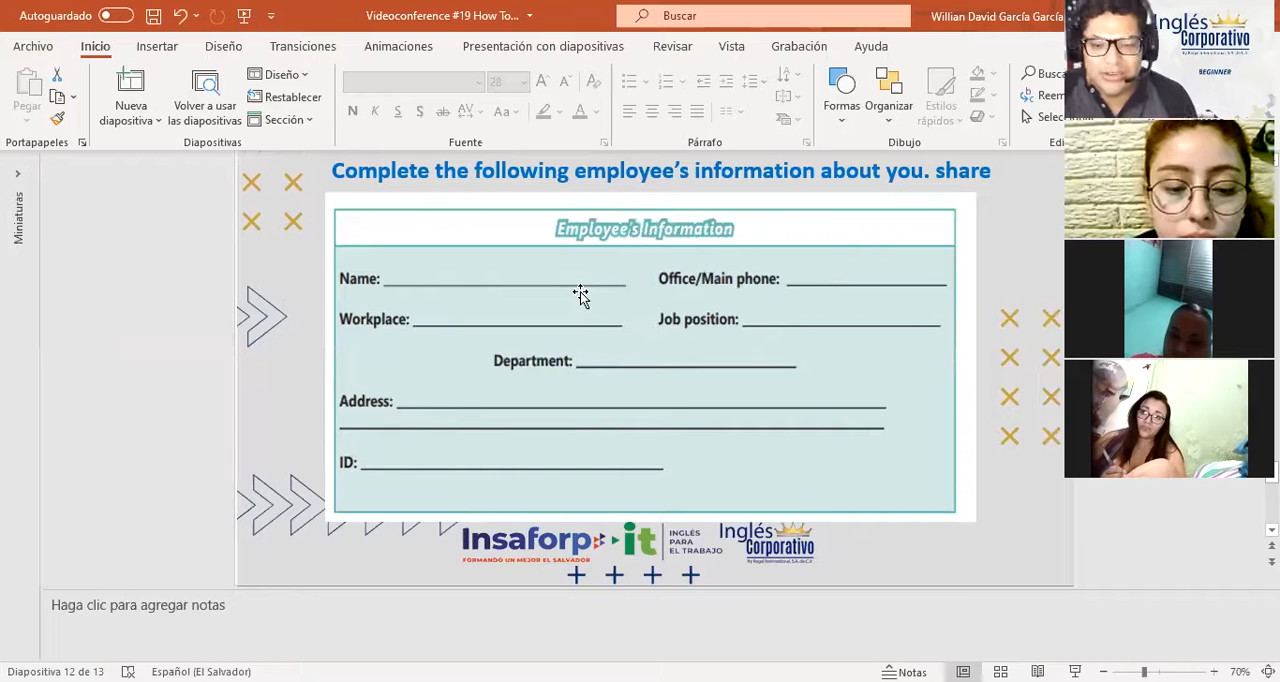 Autoguardado
Videoconference #19 How To...
Buscar
Willian David García García
Archivo
Inicio
Insertar
Diseño
Transiciones
Animaciones
Presentación con diapositivas
Revisar
Vista
Grabación
Ayuda
Pegar
Nueva
diapositiva
Volver a usar
las diapositivas
Diseño
Restablecer
Sección
28
N K S S ab AV Aa A
Formas
Organizar
Estilos
rápidos
Portapapeles
Diapositivas
Fuente
Párrafo
Dibujo
Inglés
Corporativo
BEGINNER
Miniaturas
Complete the following employee's information about you. share
Employee's Information
Name:
Office/Main phone:
Workplace:
Job position:
Department:
Address:
ID:
Insaforp
FORMANDO UN MEJOR EL SALVADOR
it
INGLÉS
PARA
EL TRABAJO
Inglés
Corporativo
Haga clic para agregar notas
Diapositiva 12 de 13
Español (El Salvador)
Notas
70%